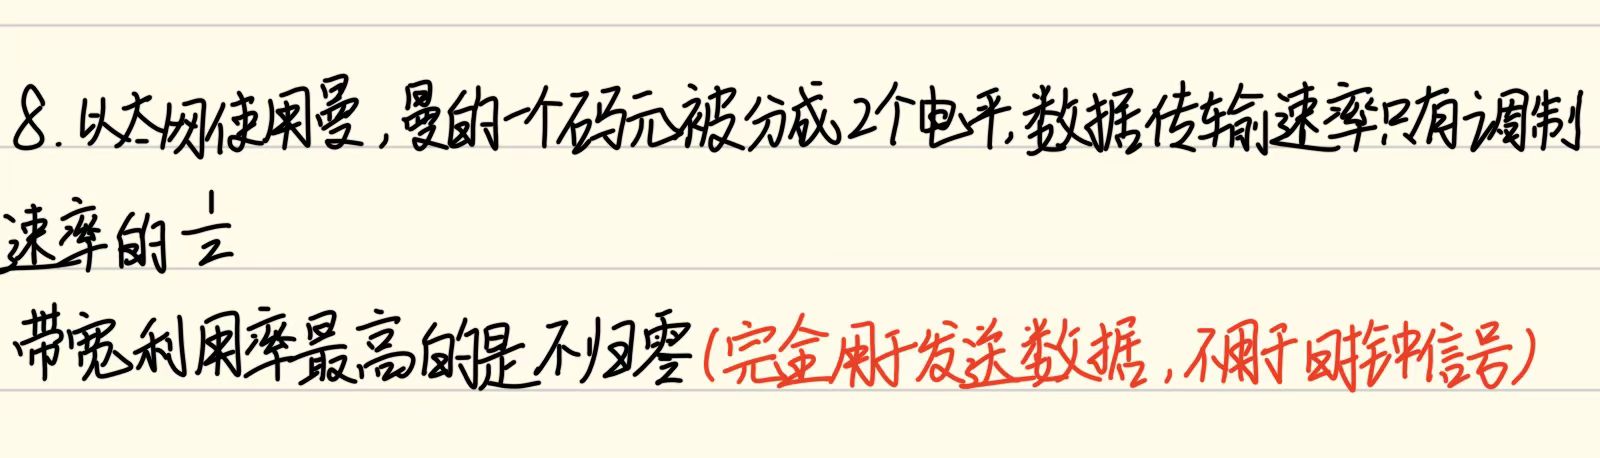 8.以太网使用曼,曼的一个码元被分成2个电平,数据传输速率只有调制
速率的1/2
带宽利用率最高的是不归零(完全用于发送数据,不用于时钟信号)